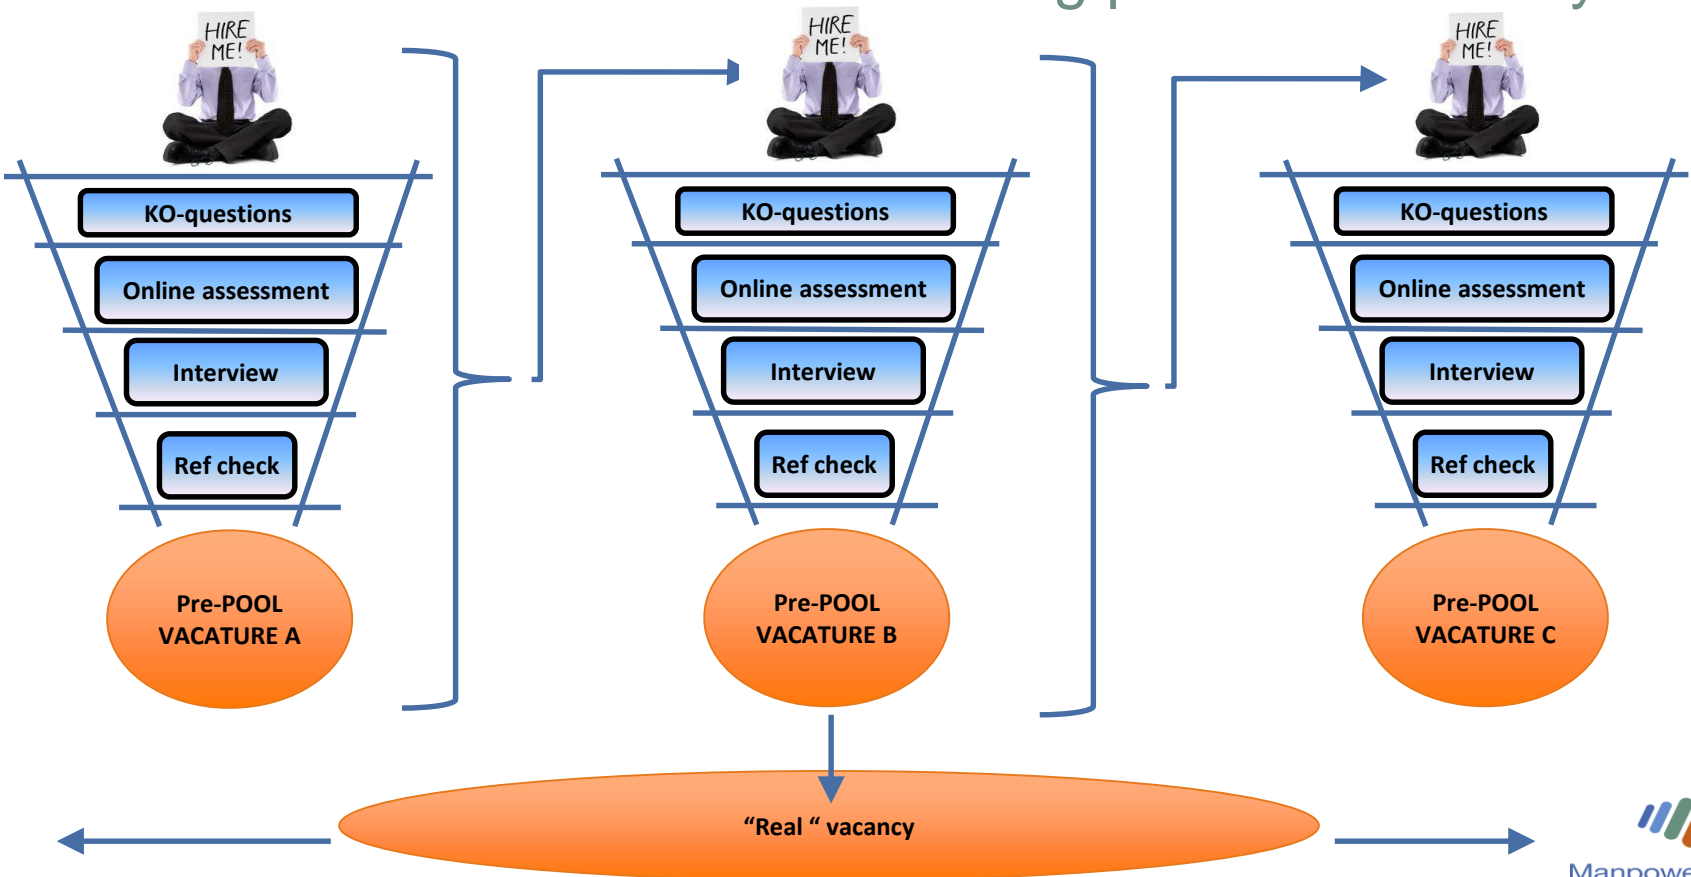 HIRE
ME!
HIRE
ME!
HIRE
ME!
KO-questions
KO-questions
KO-questions
Online assessment
Online assessment
Online assessment
Interview
Interview
Interview
Ref check
Ref check
Ref check
Pre-POOL
VACATURE A
Pre-POOL
VACATURE B
Pre-POOL
VACATURE C
“Real “ vacancy